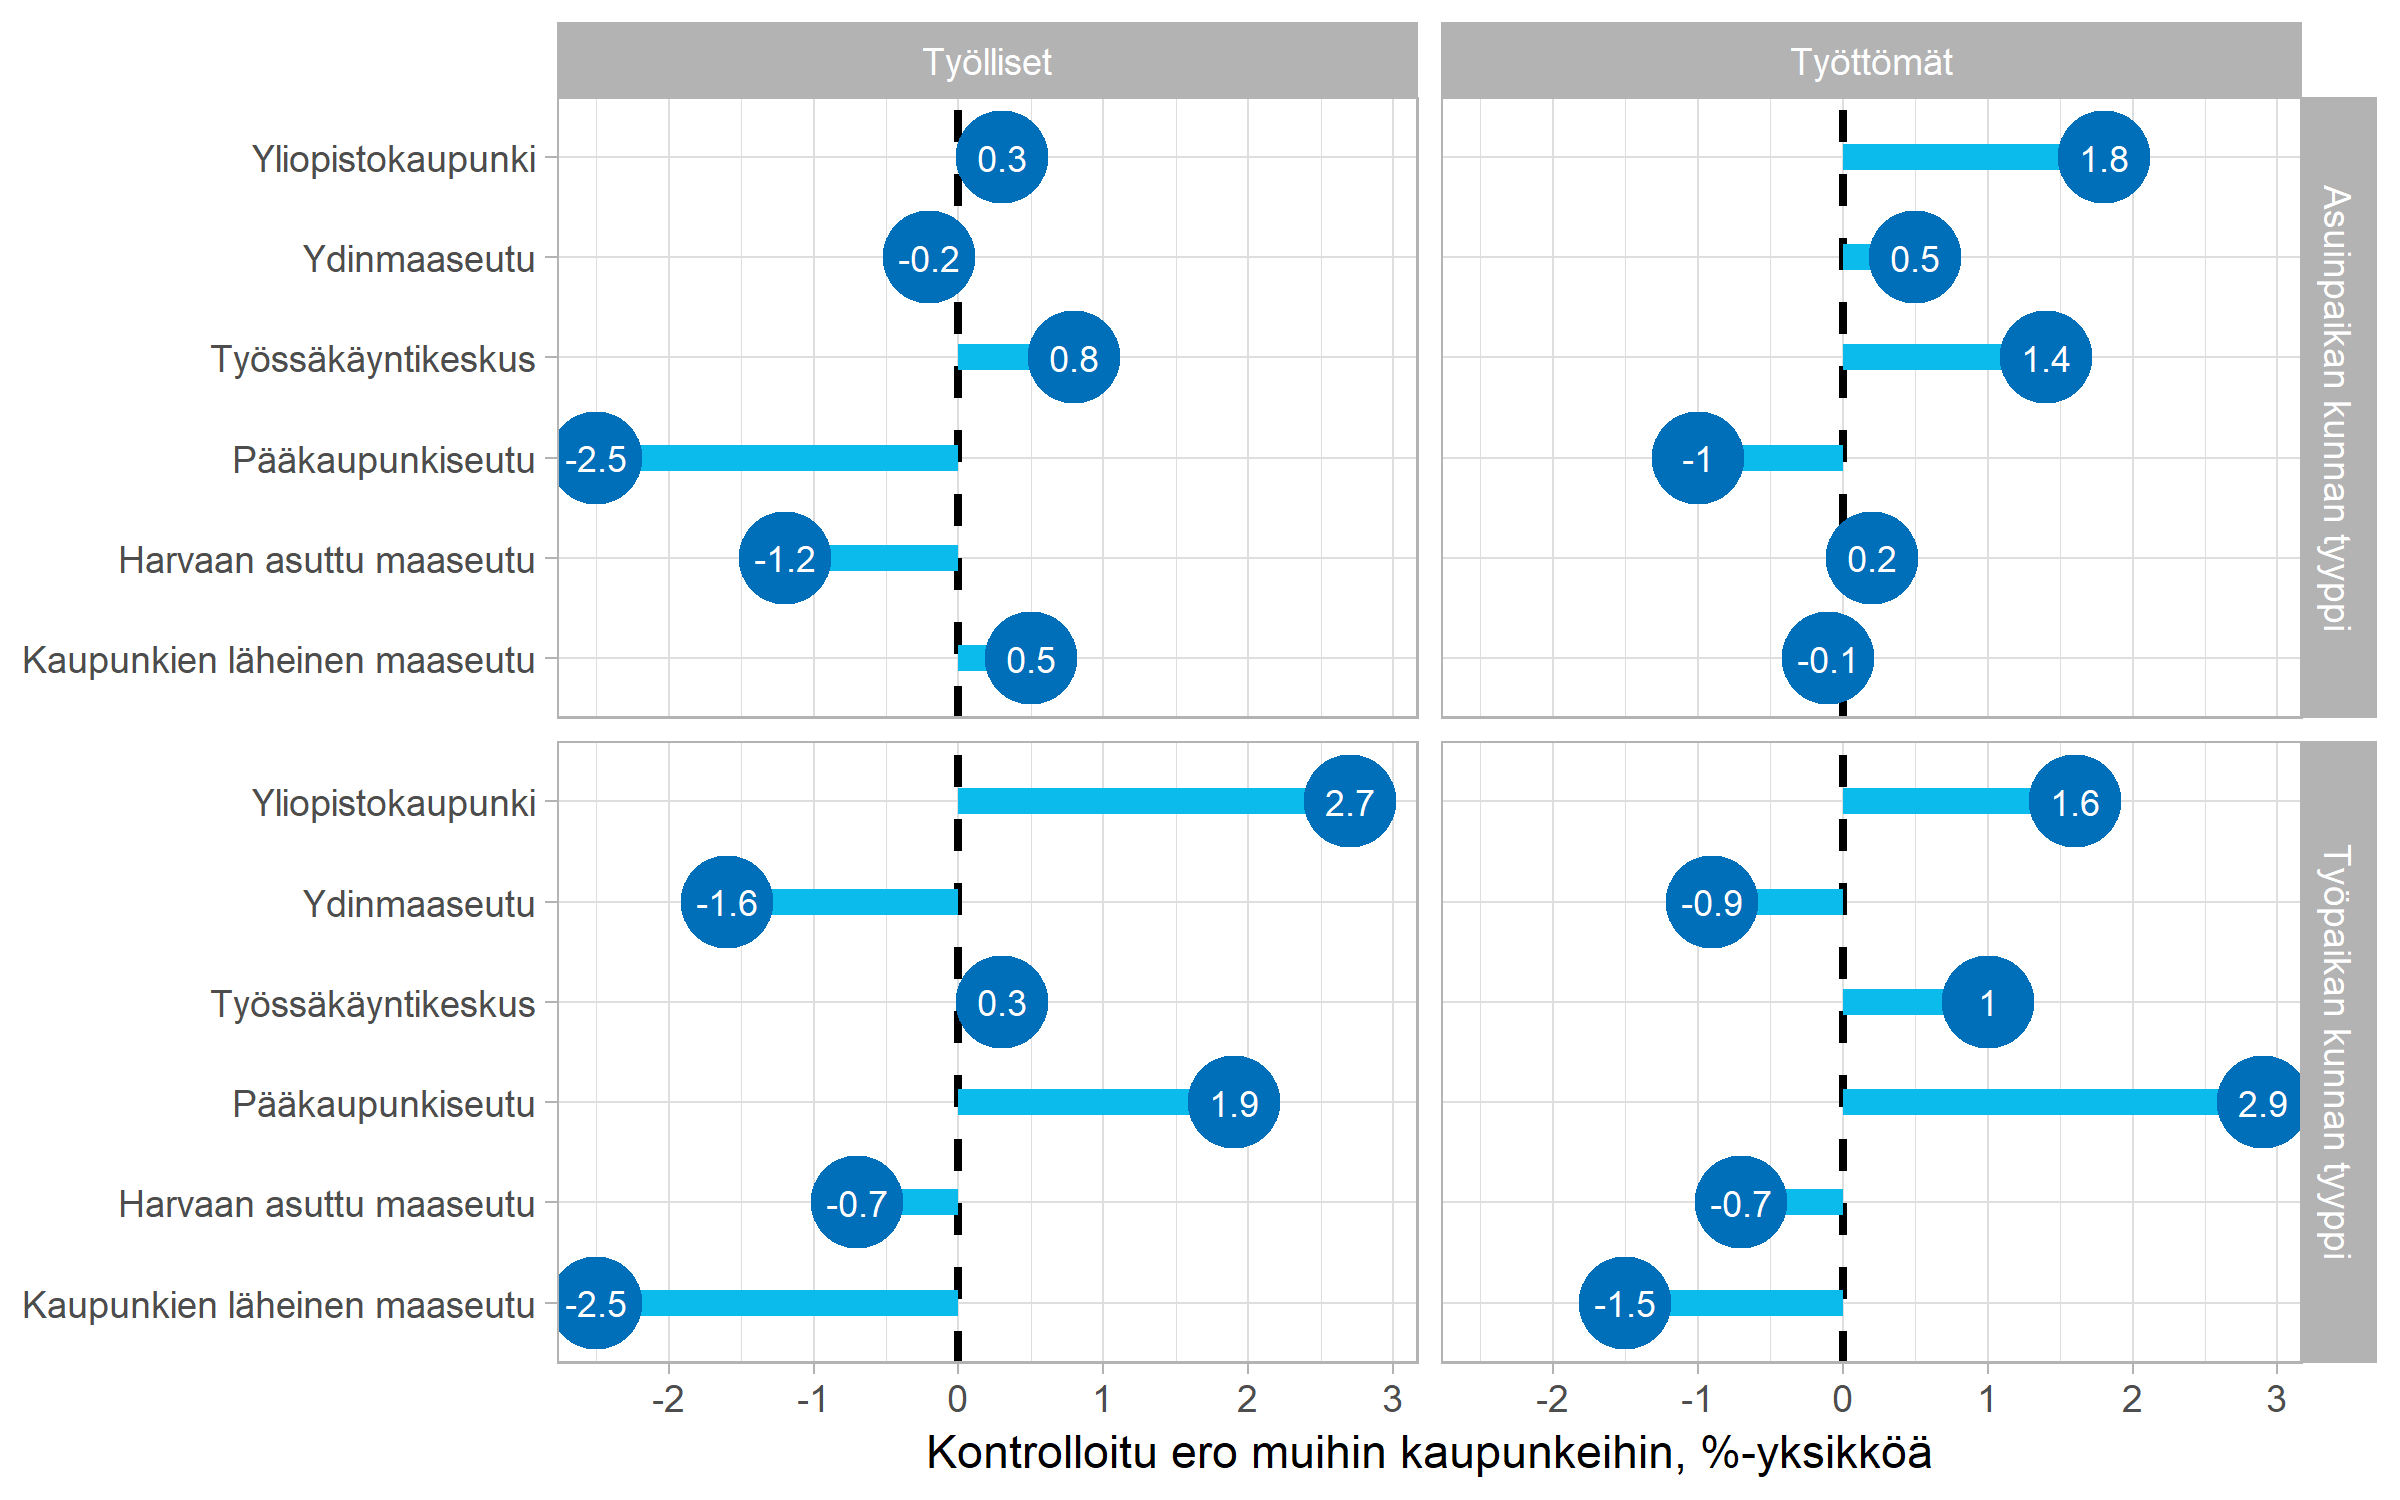 Työlliset
Työttömät
Yliopistokaupunki 0.3 1.8
Ydinmaaseutu -0.2 0.5
Työssäkäyntikeskus 0.8 1.4
Pääkaupunkiseutu -2.5 -1
Harvaan asuttu maaseutu -1.2 0.2
Kaupunkien läheinen maaseutu 0.5 -0.1
Asuinpaikan kunnan tyyppi
Yliopistokaupunki 2.7 1.6
Ydinmaaseutu -1.6 -0.9
Työssäkäyntikeskus 0.3 1
Pääkaupunkiseutu 1.9 2.9
Harvaan asuttu maaseutu -0.7 -0.7
Kaupunkien läheinen maaseutu -2.5 -1.5
Työpaikan kunnan tyyppi
-2 -1 0 1 2 3 -2 -1 0 1 2 3
Kontrolloitu ero muihin kaupunkeihin, %-yksikköä